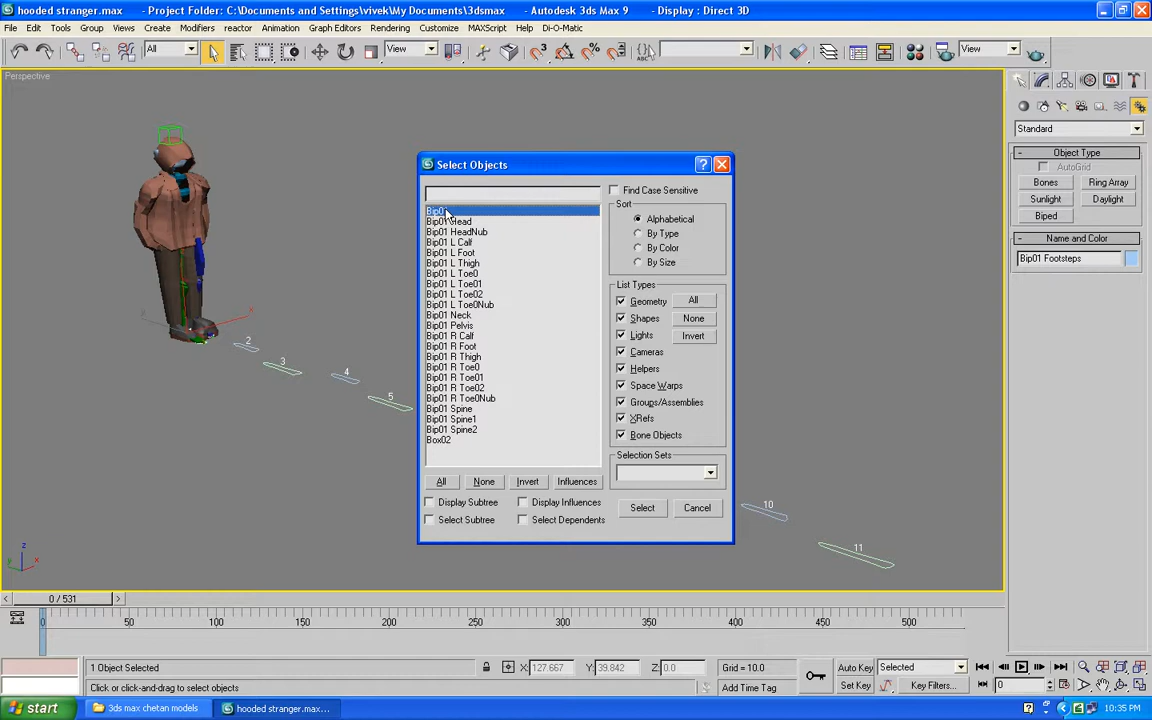 hooded stranger.max - Project Folder: C:\Documents and Settings\vivek\My Documents\3dsmax - Autodesk 3ds Max 9 - Display : Direct 3D
File Edit Tools Group Views Create Modifiers reactor Animation Graph Editors Rendering Customize MAXScript Help Di-O-Matic
All View View
Perspective
Standard
Object Type
AutoGrid
Bones Ring Array
Sunlight Daylight
Biped
Name and Color
Bip01 Footsteps
Select Objects
Find Case Sensitive
Sort
Alphabetical
By Type
By Color
By Size
Bip01
Bip01 Head
Bip01 HeadNub
Bip01 L Calf
Bip01 L Foot
Bip01 L Thigh
Bip01 L Toe0
Bip01 L Toe01
Bip01 L Toe02
Bip01 L Toe0Nub
Bip01 Neck
Bip01 Pelvis
Bip01 R Calf
Bip01 R Foot
Bip01 R Thigh
Bip01 R Toe0
Bip01 R Toe01
Bip01 R Toe02
Bip01 R Toe0Nub
Bip01 Spine
Bip01 Spine1
Bip01 Spine2
Box02
List Types
Geometry All
Shapes None
Lights Invert
Cameras
Helpers
Space Warps
Groups/Assemblies
XRefs
Bone Objects
Selection Sets
All None Invert Influences
Display Subtree Display Influences
Select Subtree Select Dependents
Select Cancel
2
3
4
5
10
11
z x
z
y x
0 / 531
0 50 100 150 200 250 300 350 400 450 500
1 Object Selected X: 127.667 Y: 39.842 Z: 0.0 Grid = 10.0 Auto Key Selected
Click or click-and-drag to select objects Add Time Tag Set Key Key Filters... 0
start 3ds max chetan models hooded stranger.max... 10:35 PM